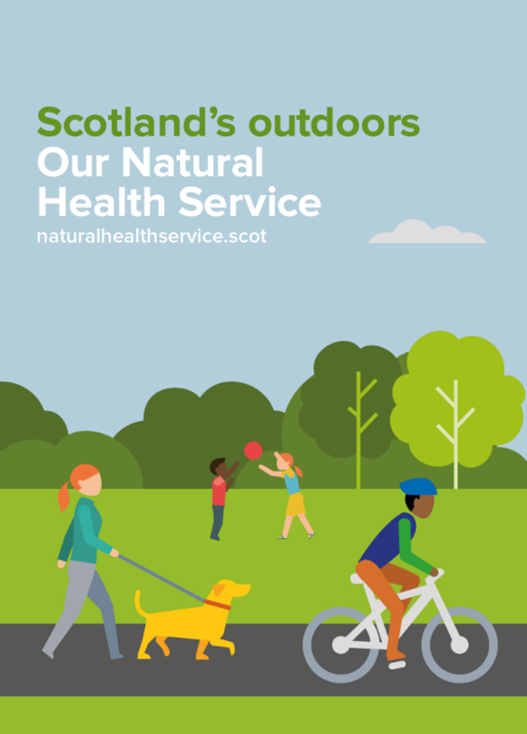 Scotland’s outdoors
Our Natural
Health Service
naturalhealthservice.scot